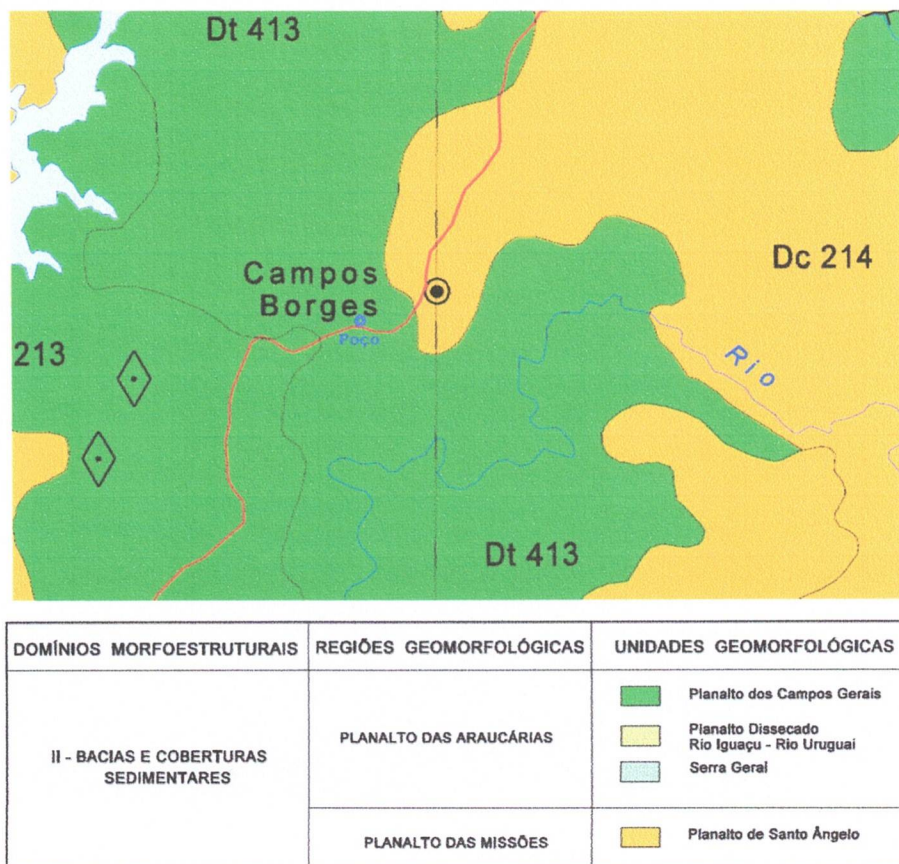 Dt 413
Campos
Borges
Poço
Dc 214
Rio
213
Dt 413
DOMÍNIOS MORFOESTRUTURAIS
REGIÕES GEOMORFOLÓGICAS
UNIDADES GEOMORFOLÓGICAS
II - BACIAS E COBERTURAS
SEDIMENTARES
PLANALTO DAS ARAUCÁRIAS
Planalto dos Campos Gerais
Planalto Dissecado
Rio Iguaçu - Rio Uruguai
Serra Geral
PLANALTO DAS MISSÕES
Planalto de Santo Ângelo